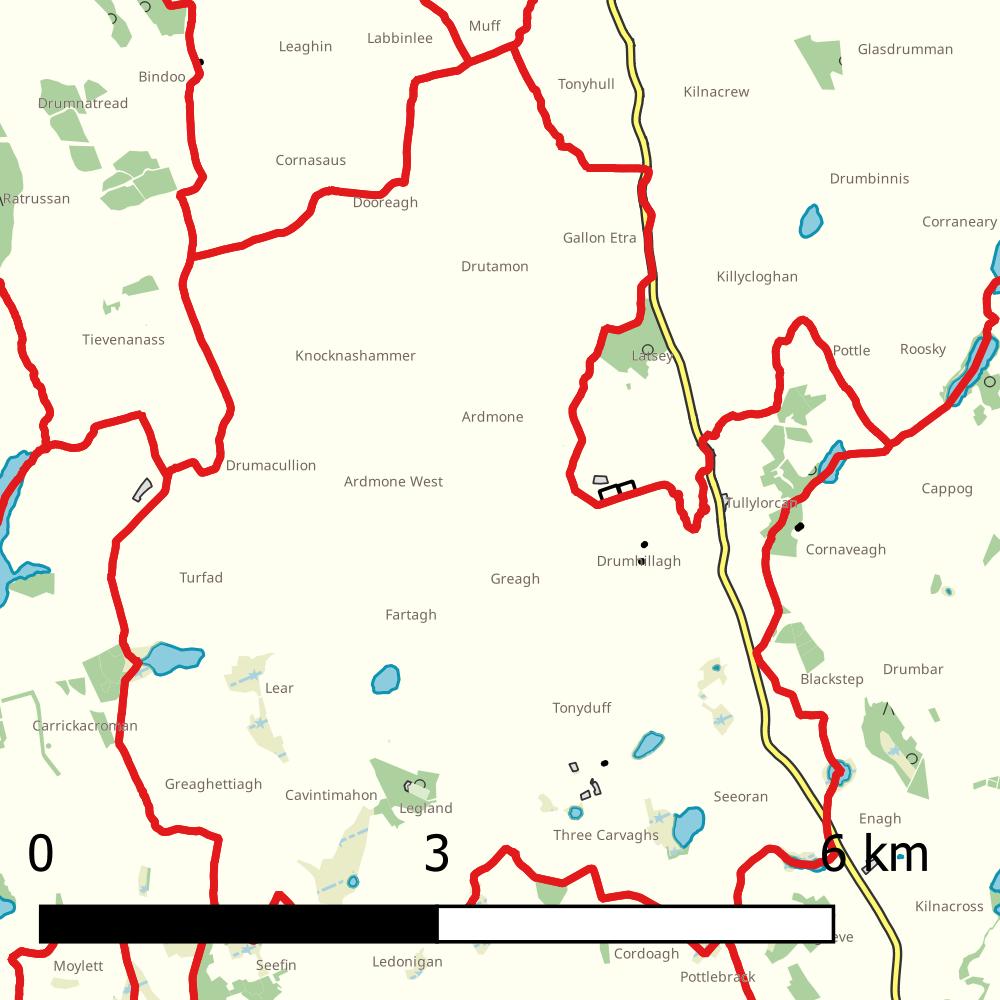 Muff
Labbinlee
Leaghin
Glasdrumman
Bindoo
Tonyhull
Kilnacrew
Drumnatread
Cornasaus
Drumbinnis
Ratrussan
Dooreagh
Corraneary
Gallon Etra
Drutamon
Killycloghan
Tievenanass
Knocknashammer
Latsey
Pottle
Roosky
Ardmone
Drumacullion
Ardmone West
Cappog
Tullylorcan
Cornaveagh
Drumhillagh
Turfad
Greagh
Fartagh
Drumbar
Blackstep
Lear
Tonyduff
Carrickacroman
Greaghettiagh
Cavintimahon
Seeoran
Legland
Enagh
Three Carvaghs
0 3 6 km
Kilnacross
Cordoagh
Ledonigan
Moylett
Seefin
Pottlebrack